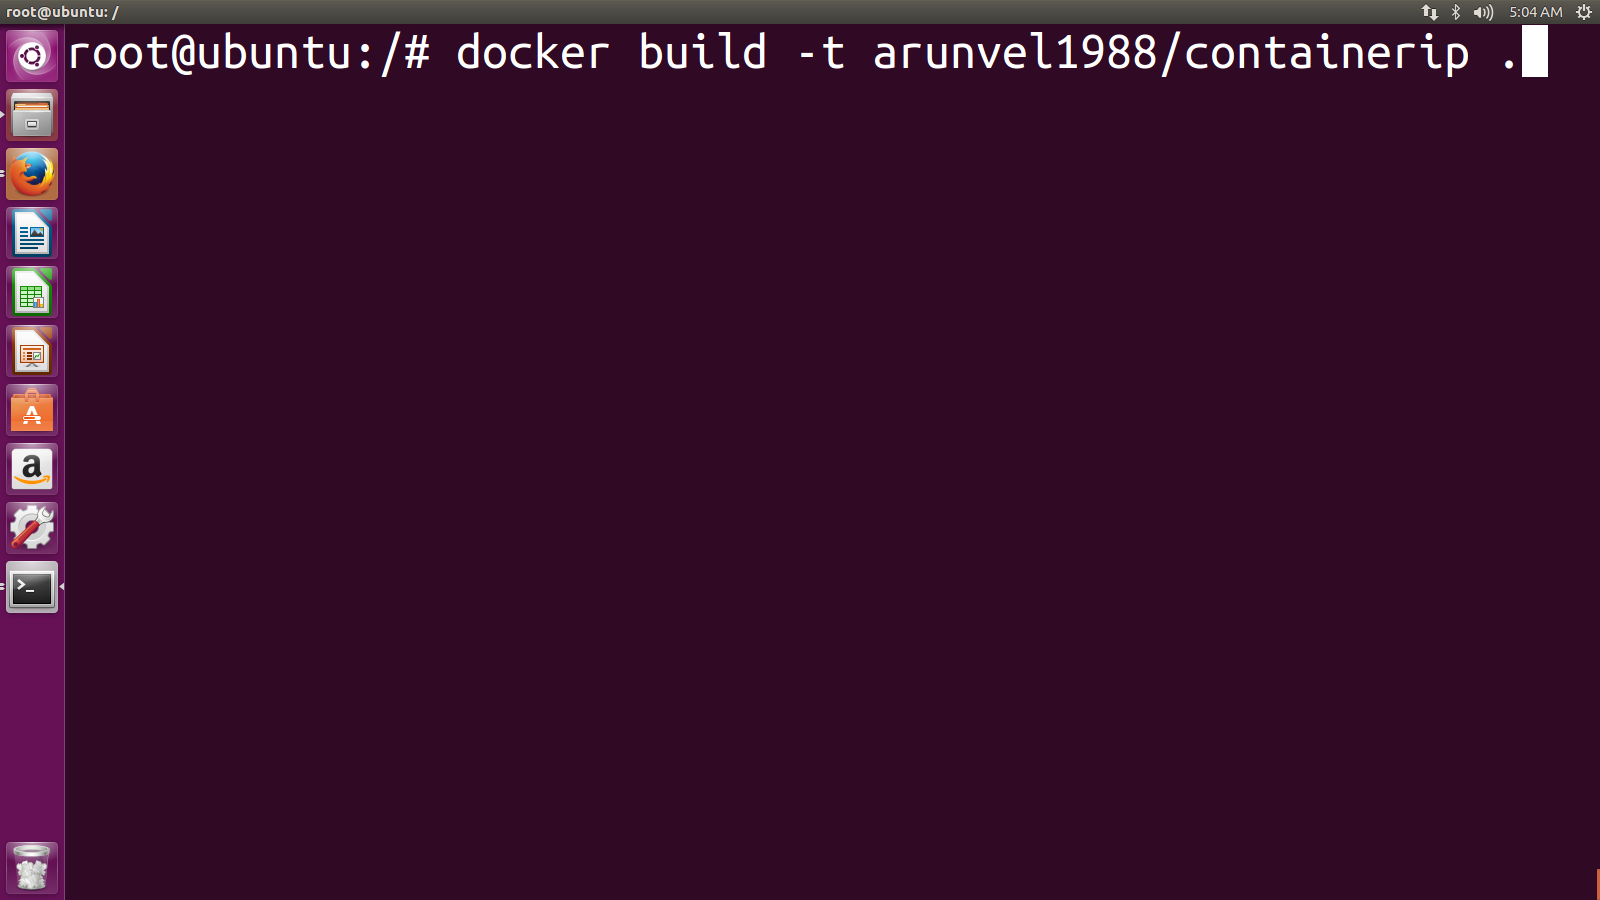 root@ubuntu: /
5:04 AM
root@ubuntu:/# docker build -t arunvel1988/containerip .